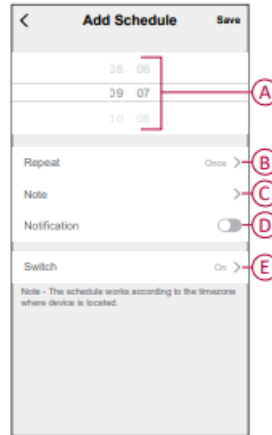 Add Schedule Save
08 06
09 07
10 08
A
Repeat Once
B
Note
C
Notification
D
Switch On
E
Note - The schedule works according to the timezone
where device is located.